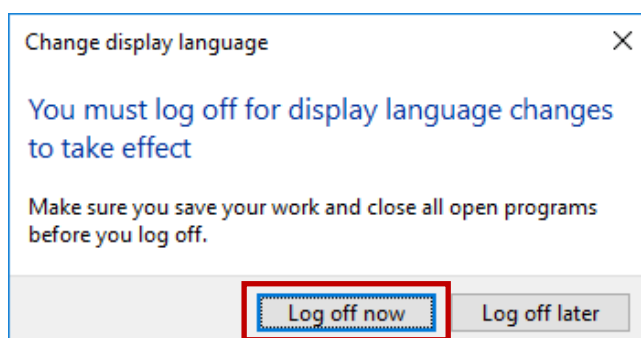 Change display language
You must log off for display language changes
to take effect
Make sure you save your work and close all open programs
before you log off.
Log off now
Log off later